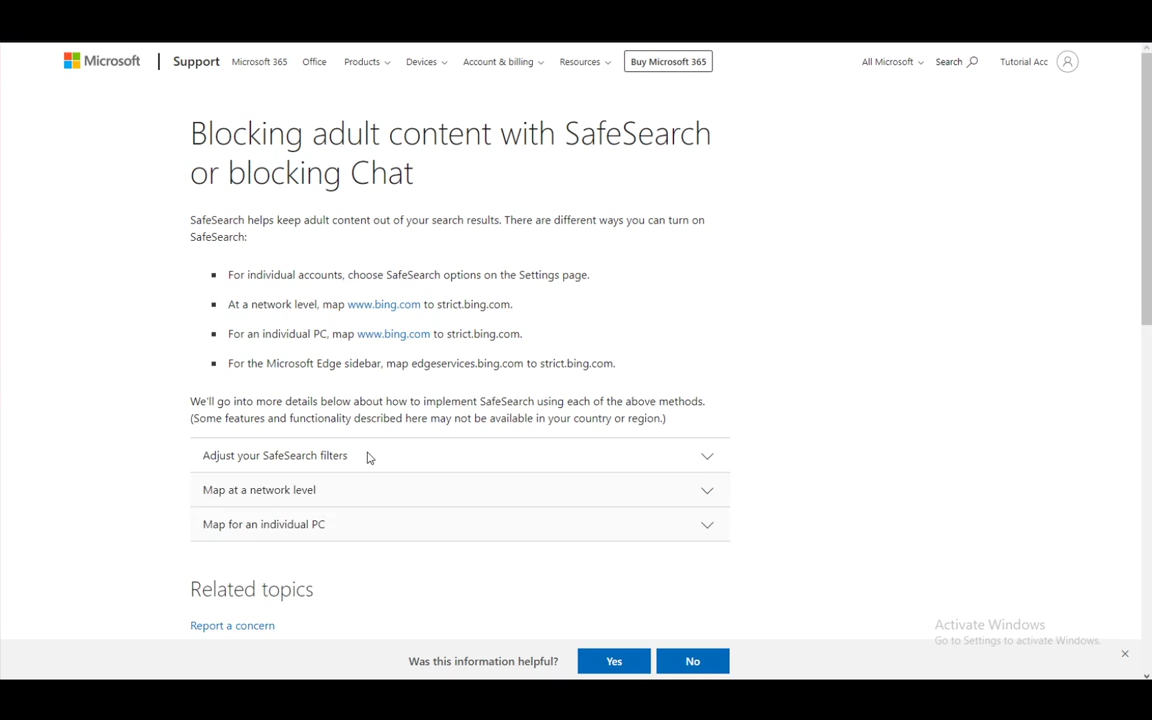 Microsoft | Support Microsoft 365 Office Products Devices Account & billing Resources Buy Microsoft 365 All Microsoft Search Tutorial Acc
Blocking adult content with SafeSearch
or blocking Chat
SafeSearch helps keep adult content out of your search results. There are different ways you can turn on
SafeSearch:
▪ For individual accounts, choose SafeSearch options on the Settings page.
▪ At a network level, map www.bing.com to strict.bing.com.
▪ For an individual PC, map www.bing.com to strict.bing.com.
▪ For the Microsoft Edge sidebar, map edgeservices.bing.com to strict.bing.com.
We'll go into more details below about how to implement SafeSearch using each of the above methods.
(Some features and functionality described here may not be available in your country or region.)
Adjust your SafeSearch filters
Map at a network level
Map for an individual PC
Related topics
Report a concern
Activate Windows
Go to Settings to activate Windows.
Was this information helpful? Yes No